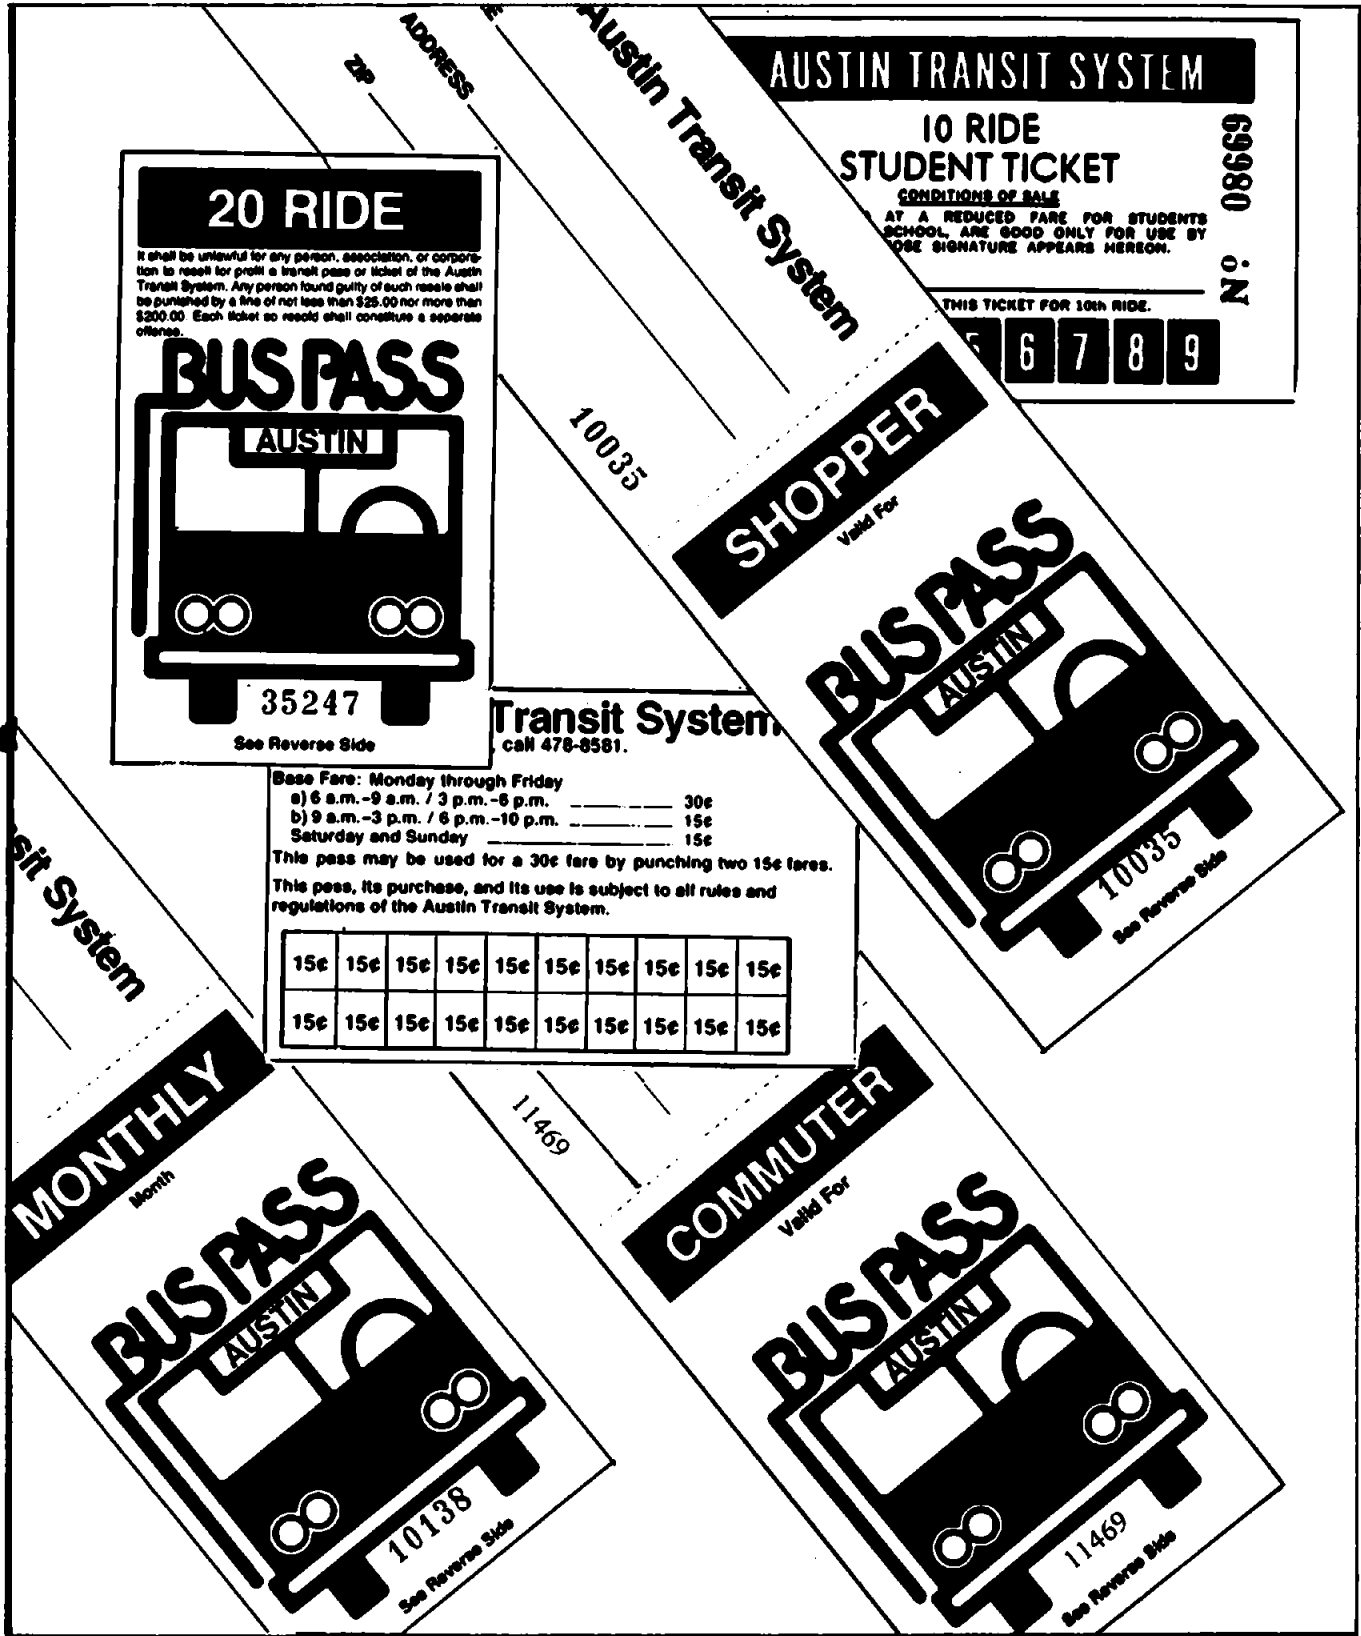 ZIP
ADDRESS
Austin Transit System
10035
SHOPPER
Valid For
BUS PASS
AUSTIN
10035
See Reverse Side
AUSTIN TRANSIT SYSTEM
10 RIDE
STUDENT TICKET
CONDITIONS OF SALE
AT A REDUCED FARE FOR STUDENTS
SCHOOL, ARE GOOD ONLY FOR USE BY
OSE SIGNATURE APPEARS HEREON.
THIS TICKET FOR 10th RIDE.
5 6 7 8 9
No. 08699
20 RIDE
It shall be unlawful for any person, association, or corpora-
tion to resell for profit a transit pass or ticket of the Austin
Transit System. Any person found guilty of such resale shall
be punished by a fine of not less than $25.00 nor more than
$200.00. Each ticket so resold shall constitute a separate
offense.
BUS PASS
AUSTIN
35247
See Reverse Side
Transit System
, call 478-8581.
Base Fare: Monday through Friday
a) 6 a.m.-9 a.m. / 3 p.m.-6 p.m. 30¢
b) 9 a.m.-3 p.m. / 6 p.m.-10 p.m. 15¢
Saturday and Sunday 15¢
This pass may be used for a 30¢ fare by punching two 15¢ fares.
This pass, its purchase, and its use is subject to all rules and
regulations of the Austin Transit System.
15¢ 15¢ 15¢ 15¢ 15¢ 15¢ 15¢ 15¢ 15¢ 15¢
15¢ 15¢ 15¢ 15¢ 15¢ 15¢ 15¢ 15¢ 15¢ 15¢
sit System
MONTHLY
Month
BUS PASS
AUSTIN
10138
See Reverse Side
11469
COMMUTER
Valid For
BUS PASS
AUSTIN
11469
See Reverse Side